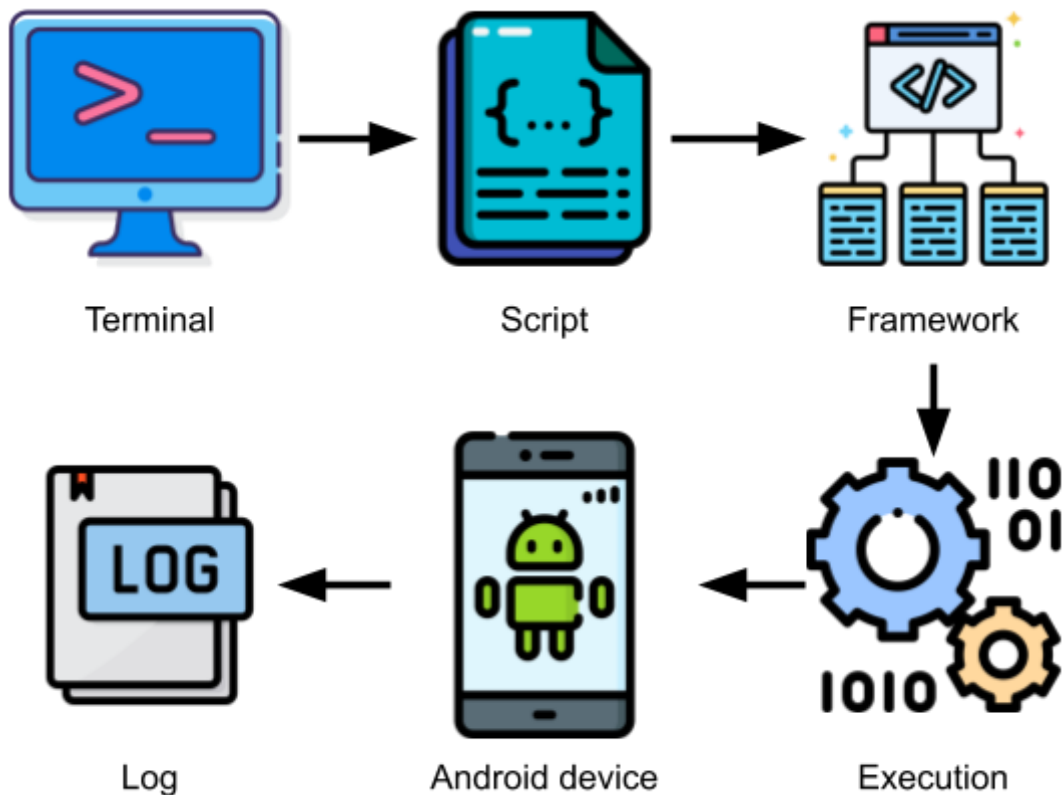 >_
{...}
</>
Terminal
Script
Framework
LOG
110
01
1010
Log
Android device
Execution